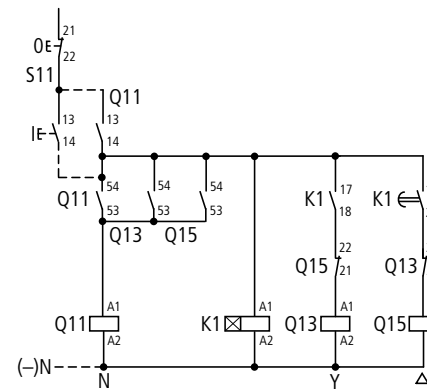 21
0E
22
S11
Q11
13 13
IE
14 14
Q11 54 54 54
53 53 53
Q13 Q15
K1 17
18
K1
Q15 22
21
Q13
A1 A1 A1
Q11 K1 Q13 Q15
A2 A2 A2
(–)N N Y △